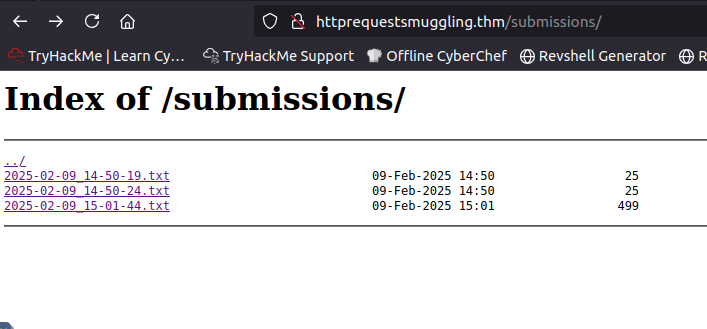 httprequestsmuggling.thm/submissions/
TryHackMe | Learn Cy… TryHackMe Support Offline CyberChef Revshell Generator R
Index of /submissions/
../
2025-02-09_14-50-19.txt 09-Feb-2025 14:50 25
2025-02-09_14-50-24.txt 09-Feb-2025 14:50 25
2025-02-09_15-01-44.txt 09-Feb-2025 15:01 499